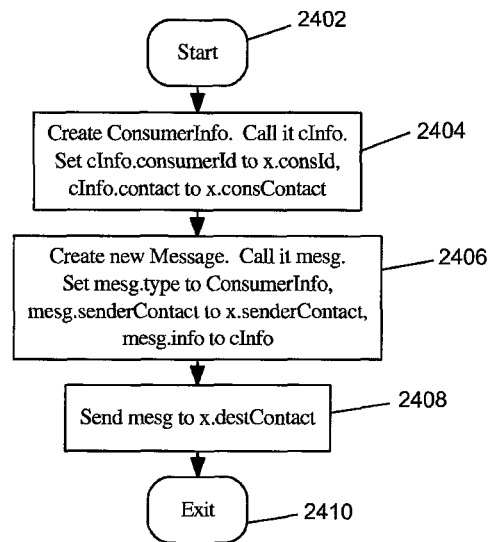 2402
Start
Create ConsumerInfo. Call it cInfo.
Set cInfo.consumerId to x.consId,
cInfo.contact to x.consContact
2404
Create new Message. Call it mesg.
Set mesg.type to ConsumerInfo,
mesg.senderContact to x.senderContact,
mesg.info to cInfo
2406
Send mesg to x.destContact
2408
Exit
2410